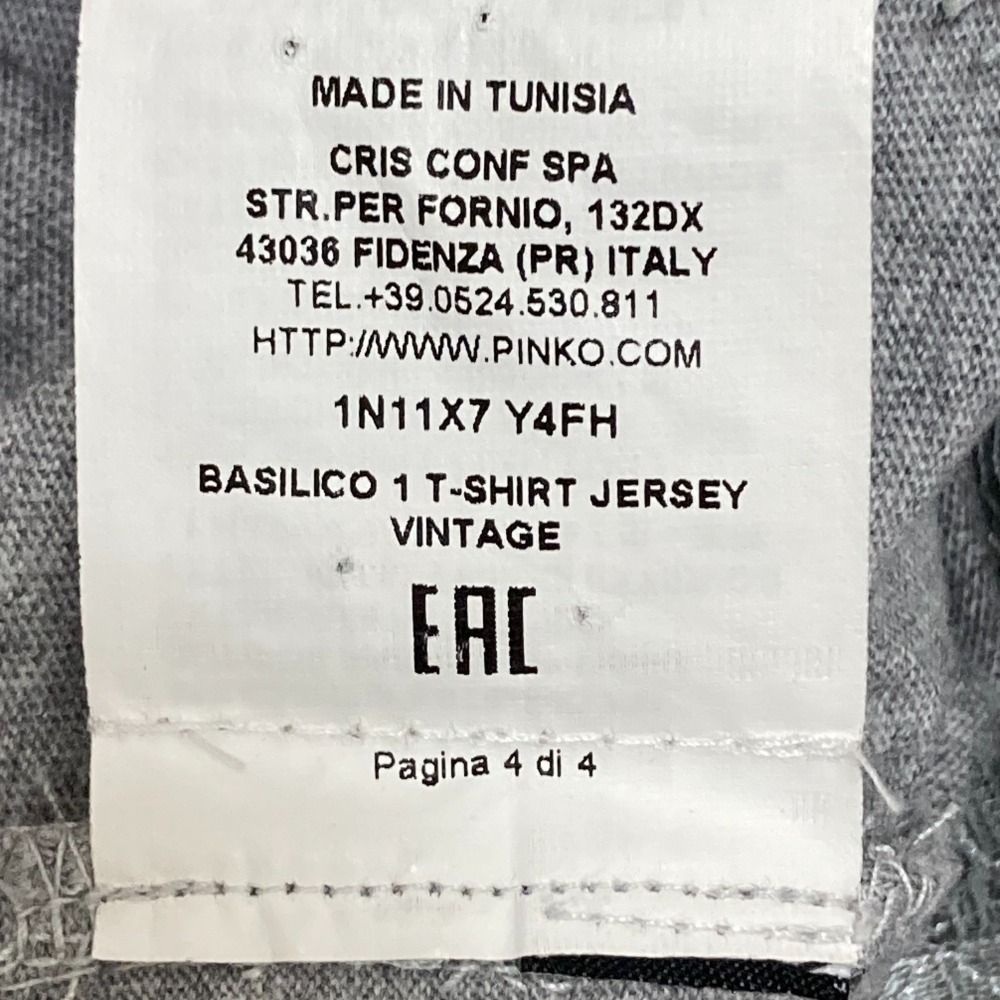 MADE IN TUNISIA
CRIS CONF SPA
STR.PER FORNIO, 132DX
43036 FIDENZA (PR) ITALY
TEL.+39.0524.530.811
HTTP://WWW.PINKO.COM
1N11X7 Y4FH
BASILICO 1 T-SHIRT JERSEY
VINTAGE
EAC
Pagina 4 di 4